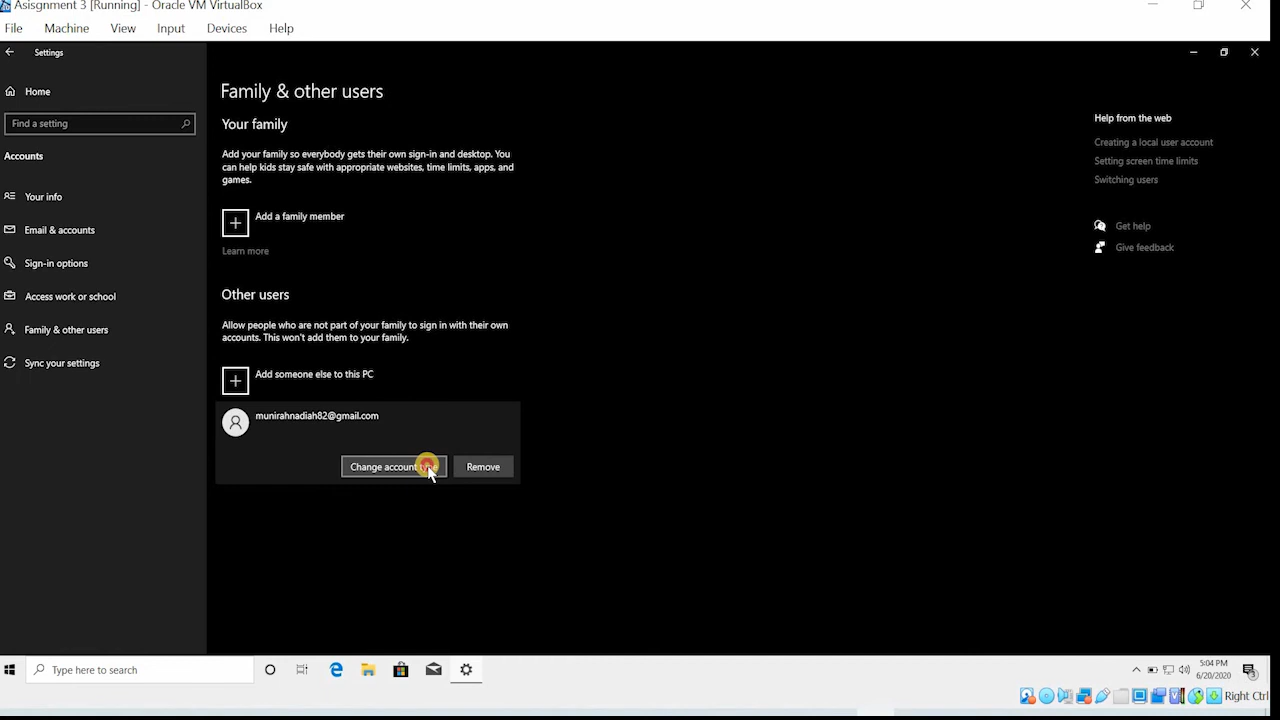 Asisgnment 3 [Running] - Oracle VM VirtualBox
File Machine View Input Devices Help
Settings
Home
Find a setting
Accounts
Your info
Email & accounts
Sign-in options
Access work or school
Family & other users
Sync your settings
Family & other users
Your family
Add your family so everybody gets their own sign-in and desktop. You
can help kids stay safe with appropriate websites, time limits, apps, and
games.
Add a family member
Learn more
Other users
Allow people who are not part of your family to sign in with their own
accounts. This won't add them to your family.
Add someone else to this PC
munirahnadiah82@gmail.com
Change account type
Remove
Help from the web
Creating a local user account
Setting screen time limits
Switching users
Get help
Give feedback
Type here to search
5:04 PM
6/20/2020
3
Right Ctrl